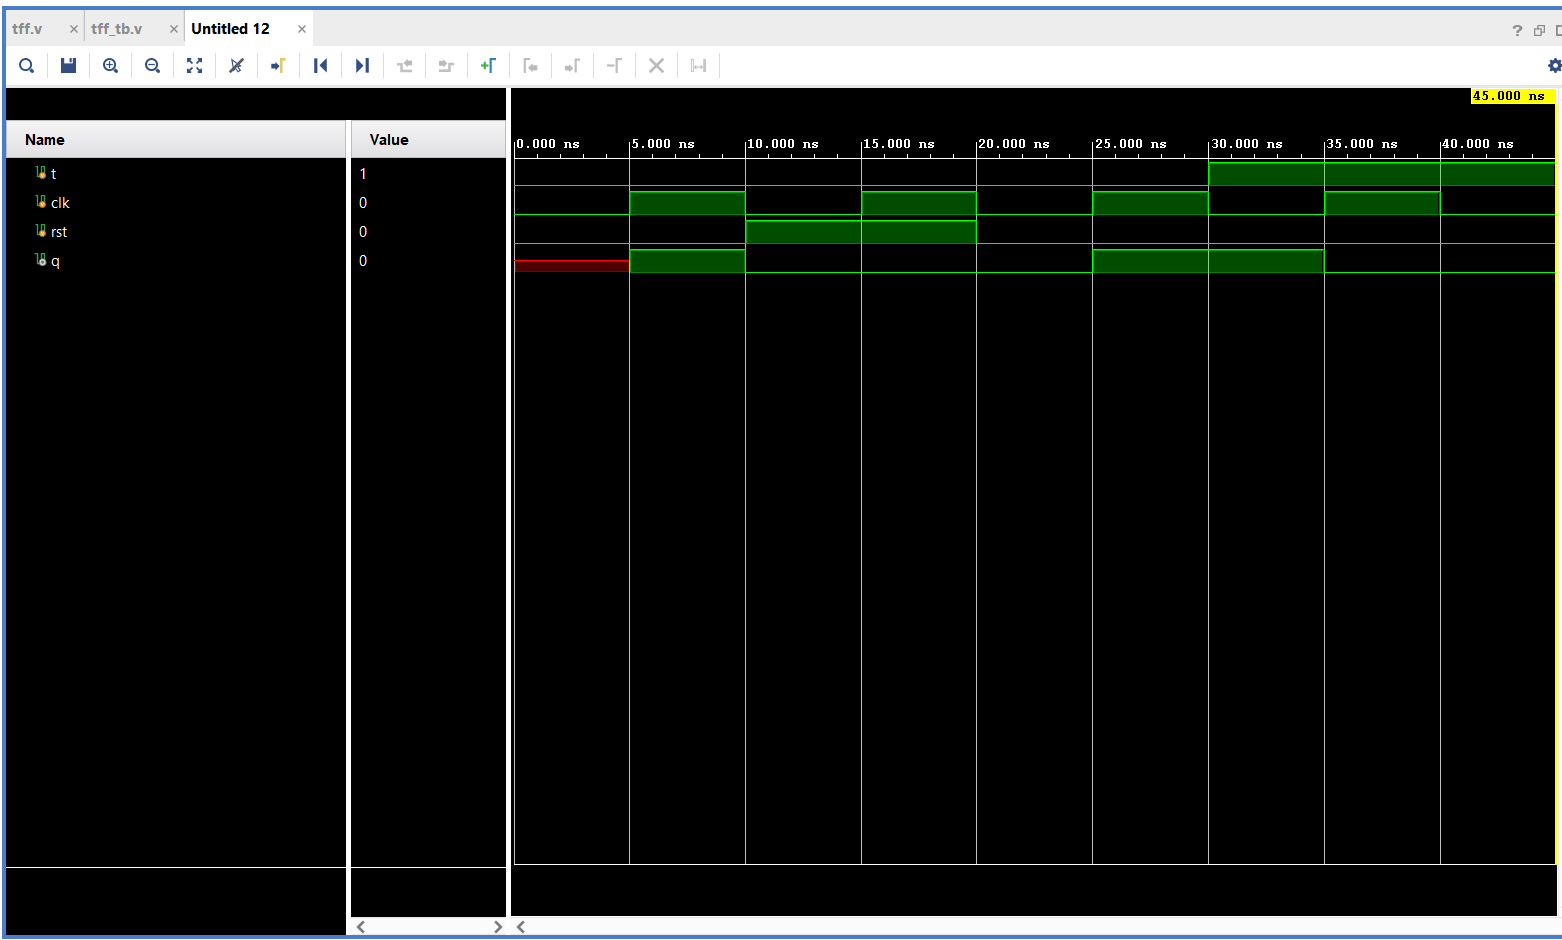 tff.v × tff_tb.v × Untitled 12 × ?
45.000 ns
Name Value
0.000 ns 5.000 ns 10.000 ns 15.000 ns 20.000 ns 25.000 ns 30.000 ns 35.000 ns 40.000 ns
t 1
clk 0
rst 0
q 0